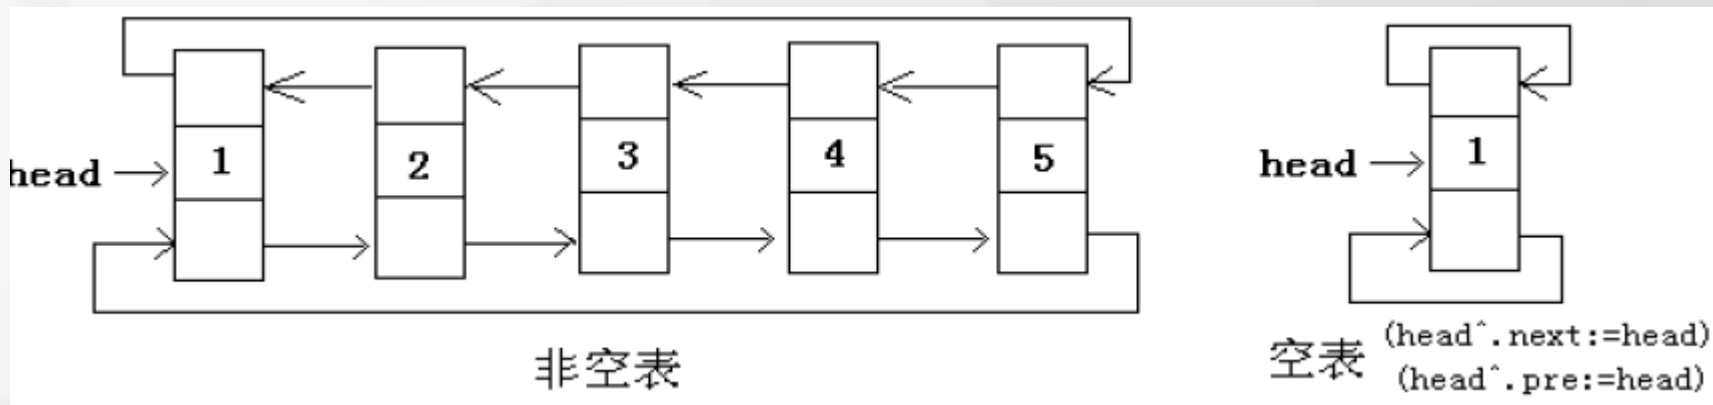 head
1
2
3
4
5
非空表
head
1
空表
(head^.next:=head)
(head^.pre:=head)